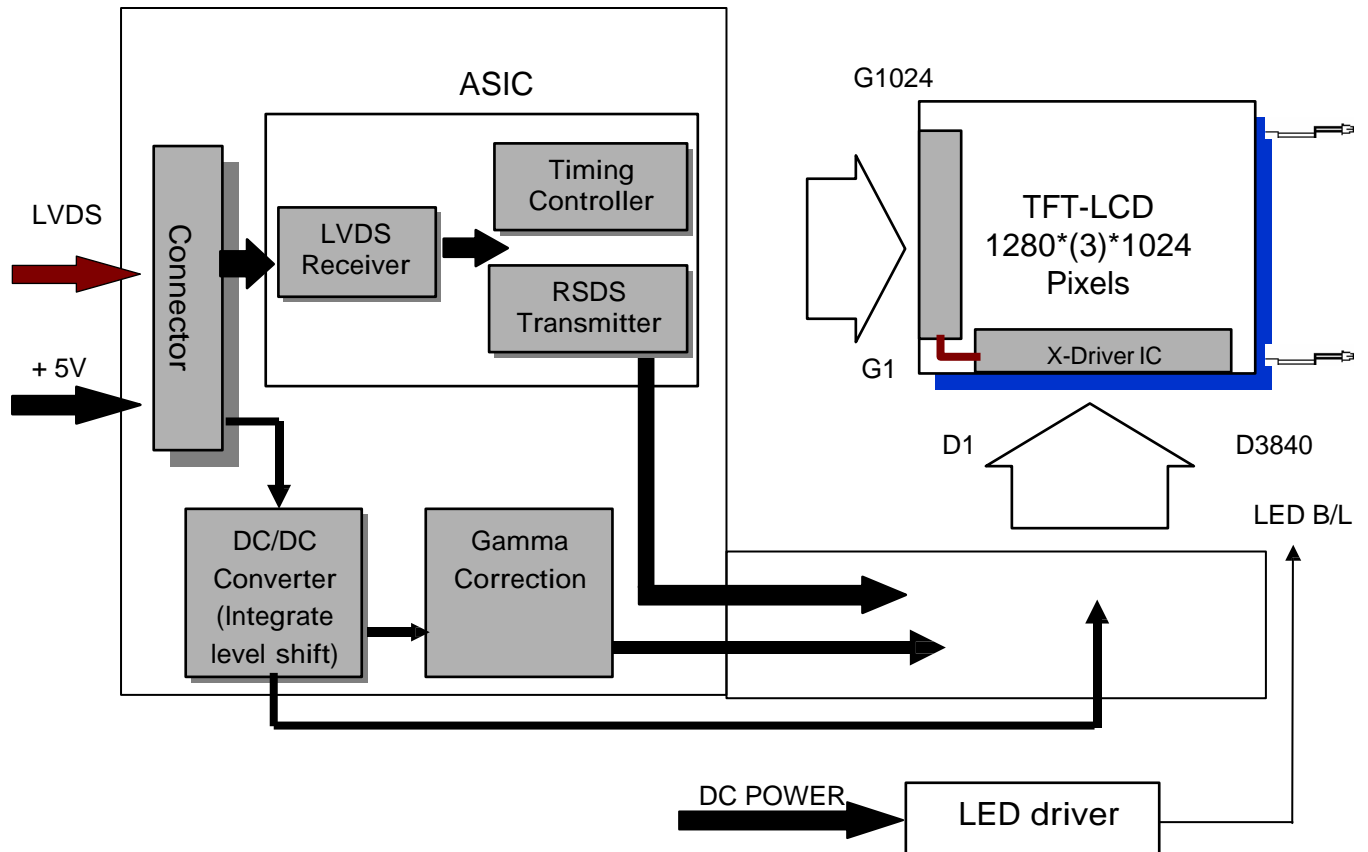 ASIC
G1024
Timing
Controller
LVDS
LVDS
Receiver
Connector
TFT-LCD
1280*(3)*1024
Pixels
RSDS
Transmitter
+ 5V
G1
X-Driver IC
D1
D3840
LED B/L
DC/DC
Converter
(Integrate
level shift)
Gamma
Correction
DC POWER
LED driver